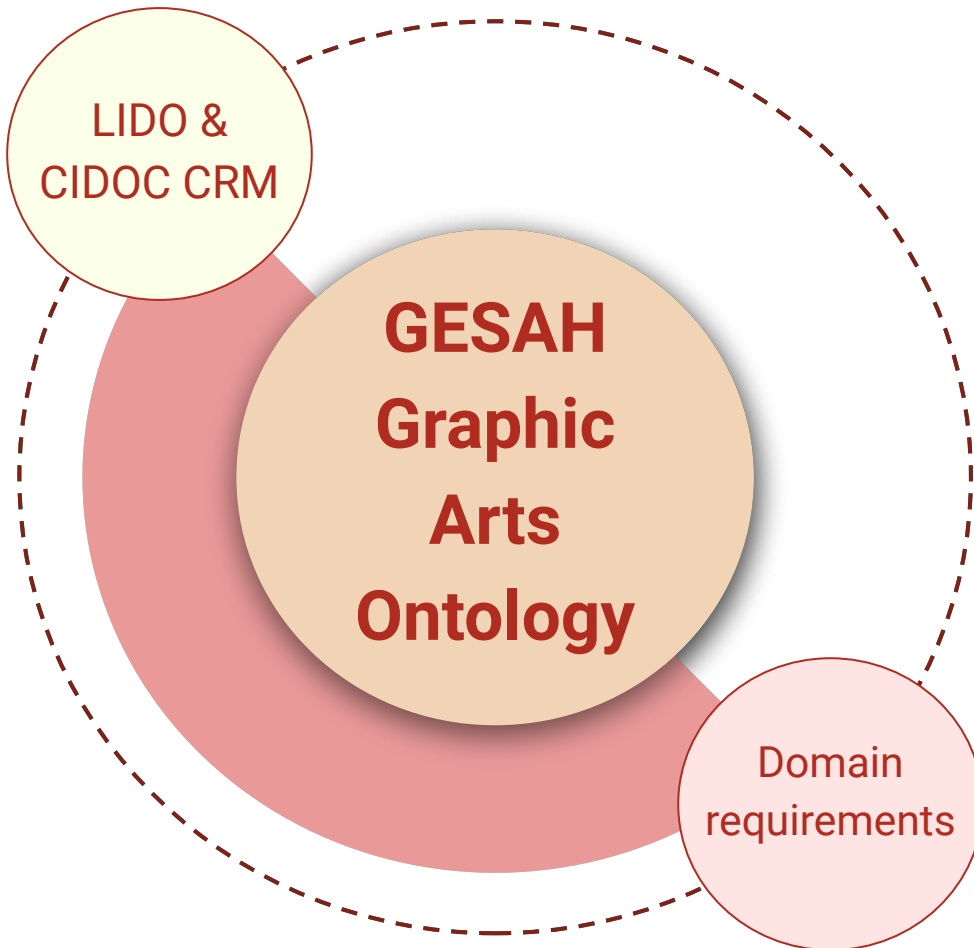 LIDO &
CIDOC CRM
GESAH
Graphic
Arts
Ontology
Domain
requirements